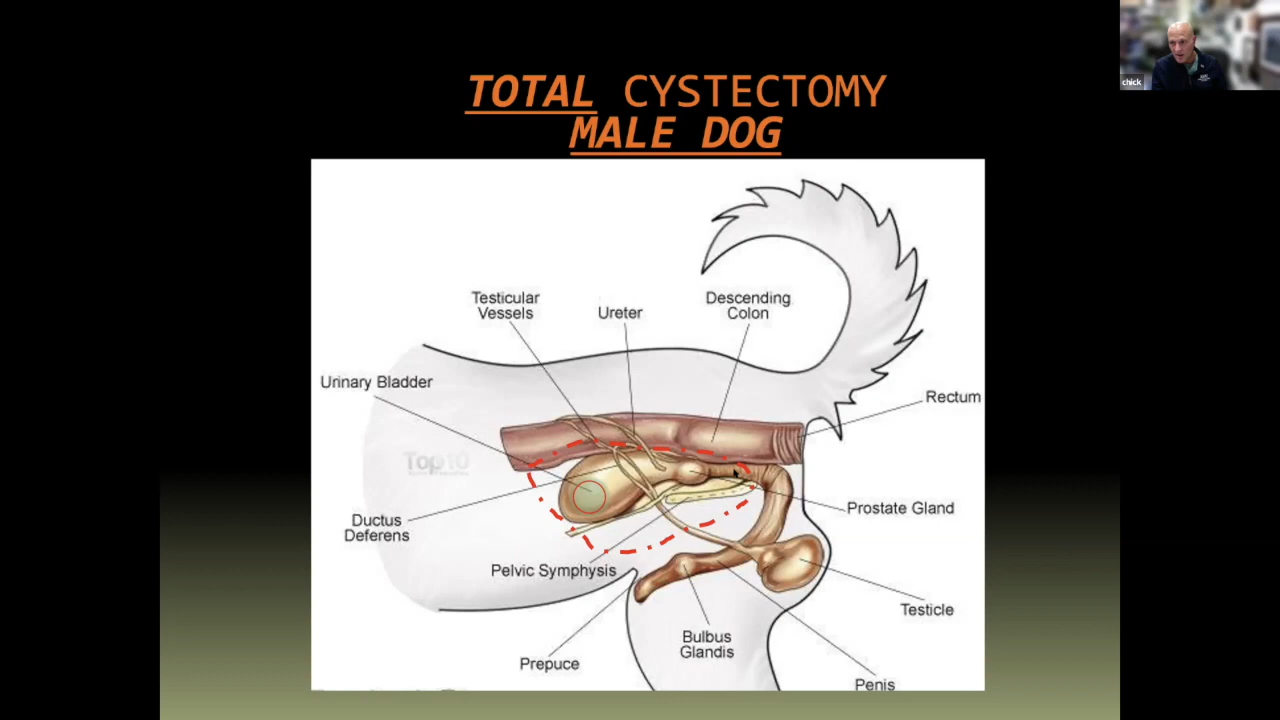 TOTAL CYSTECTOMY
MALE DOG
chick
Testicular
Vessels
Ureter
Descending
Colon
Urinary Bladder
Rectum
Top10
Ductus
Deferens
Prostate Gland
Pelvic Symphysis
Testicle
Bulbus
Glandis
Prepuce
Penis